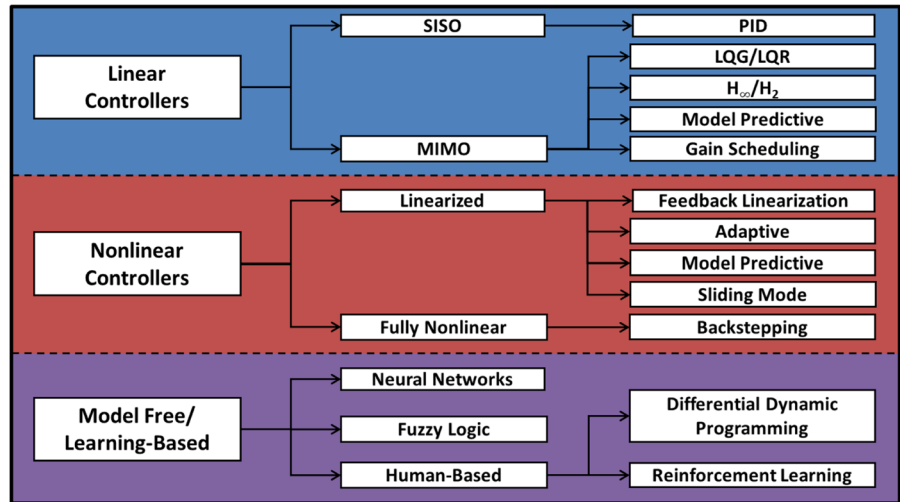 Linear
Controllers
SISO
PID
MIMO
LQG/LQR
H∞/H₂
Model Predictive
Gain Scheduling
Nonlinear
Controllers
Linearized
Feedback Linearization
Adaptive
Model Predictive
Sliding Mode
Fully Nonlinear
Backstepping
Model Free/
Learning-Based
Neural Networks
Fuzzy Logic
Human-Based
Differential Dynamic
Programming
Reinforcement Learning